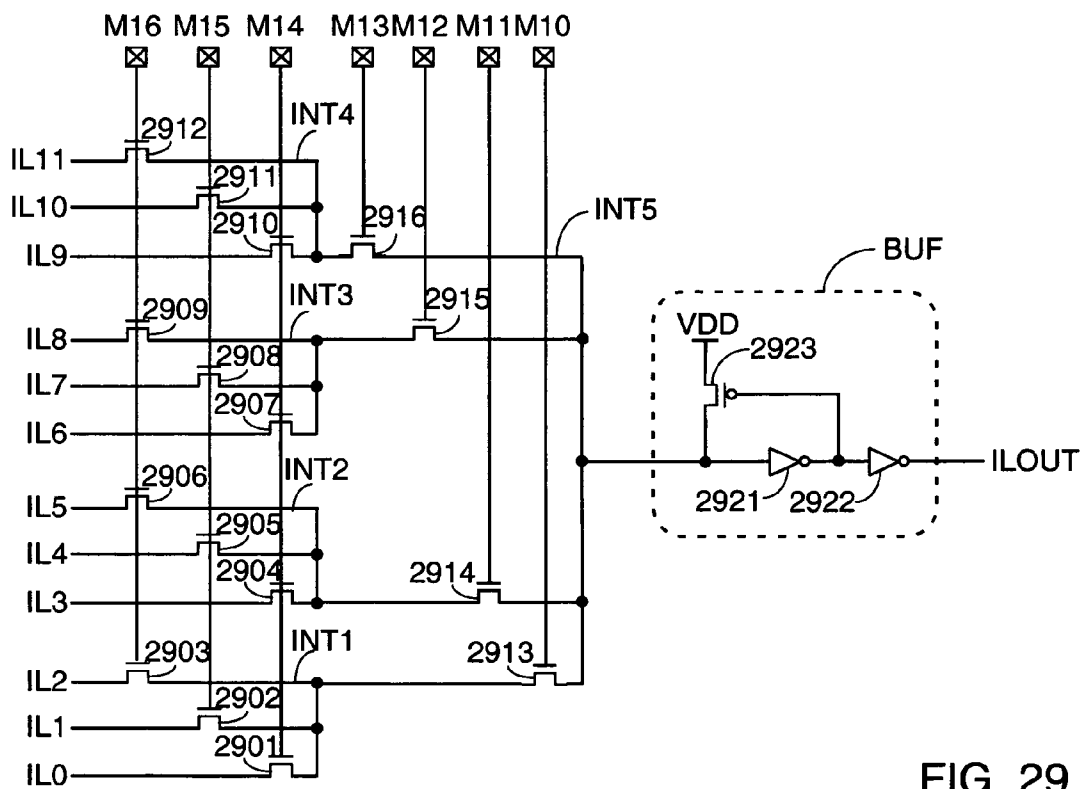 M16 M15 M14 M13 M12 M11 M10
2912
INT4
IL11
2911
IL10
2910
2916
INT5
IL9
BUF
2909
INT3
2915
IL8
VDD
2923
2908
IL7
2907
IL6
2906
INT2
ILOUT
IL5
2921
2922
2905
IL4
2904
2914
IL3
2903
INT1
2913
IL2
2902
IL1
2901
IL0
FIG. 29